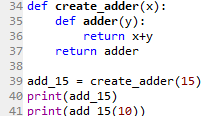 34 def create_adder(x):
35     def adder(y):
36         return x+y
37     return adder
38
39 add_15 = create_adder(15)
40 print(add_15)
41 print(add_15(10))